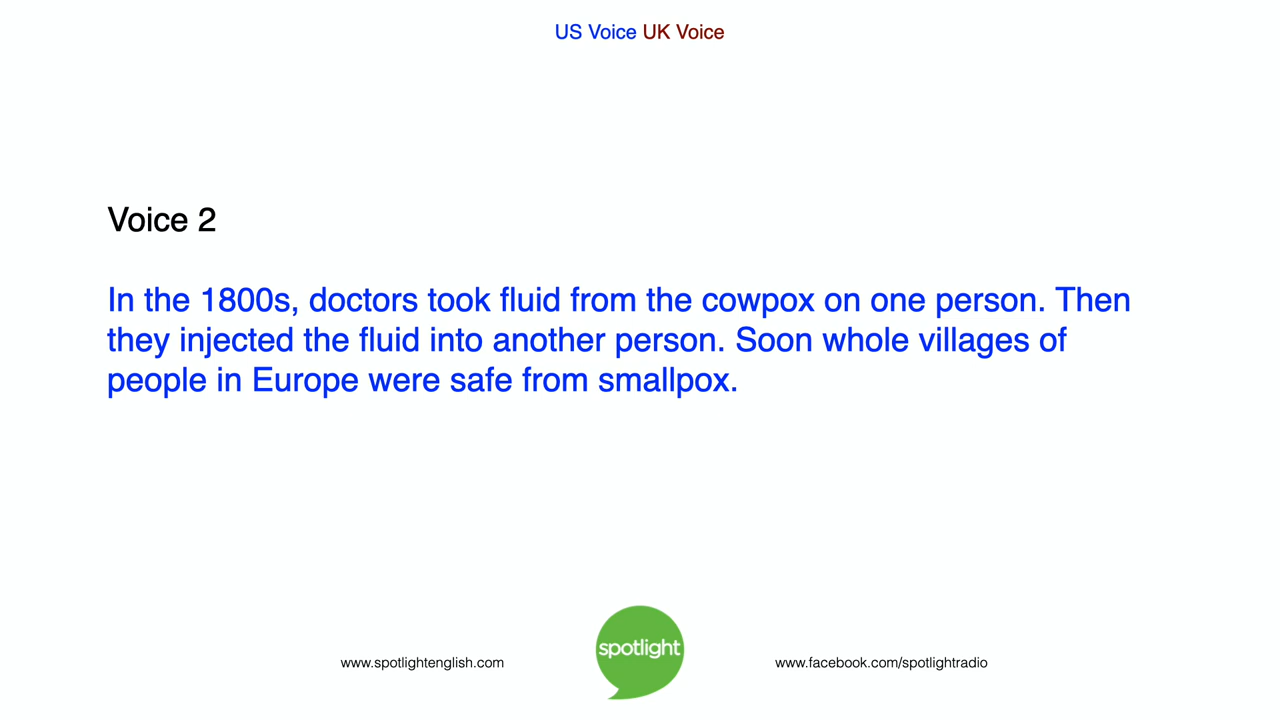 US Voice UK Voice
Voice 2
In the 1800s, doctors took fluid from the cowpox on one person. Then
they injected the fluid into another person. Soon whole villages of
people in Europe were safe from smallpox.
www.spotlightenglish.com
spotlight
www.facebook.com/spotlightradio